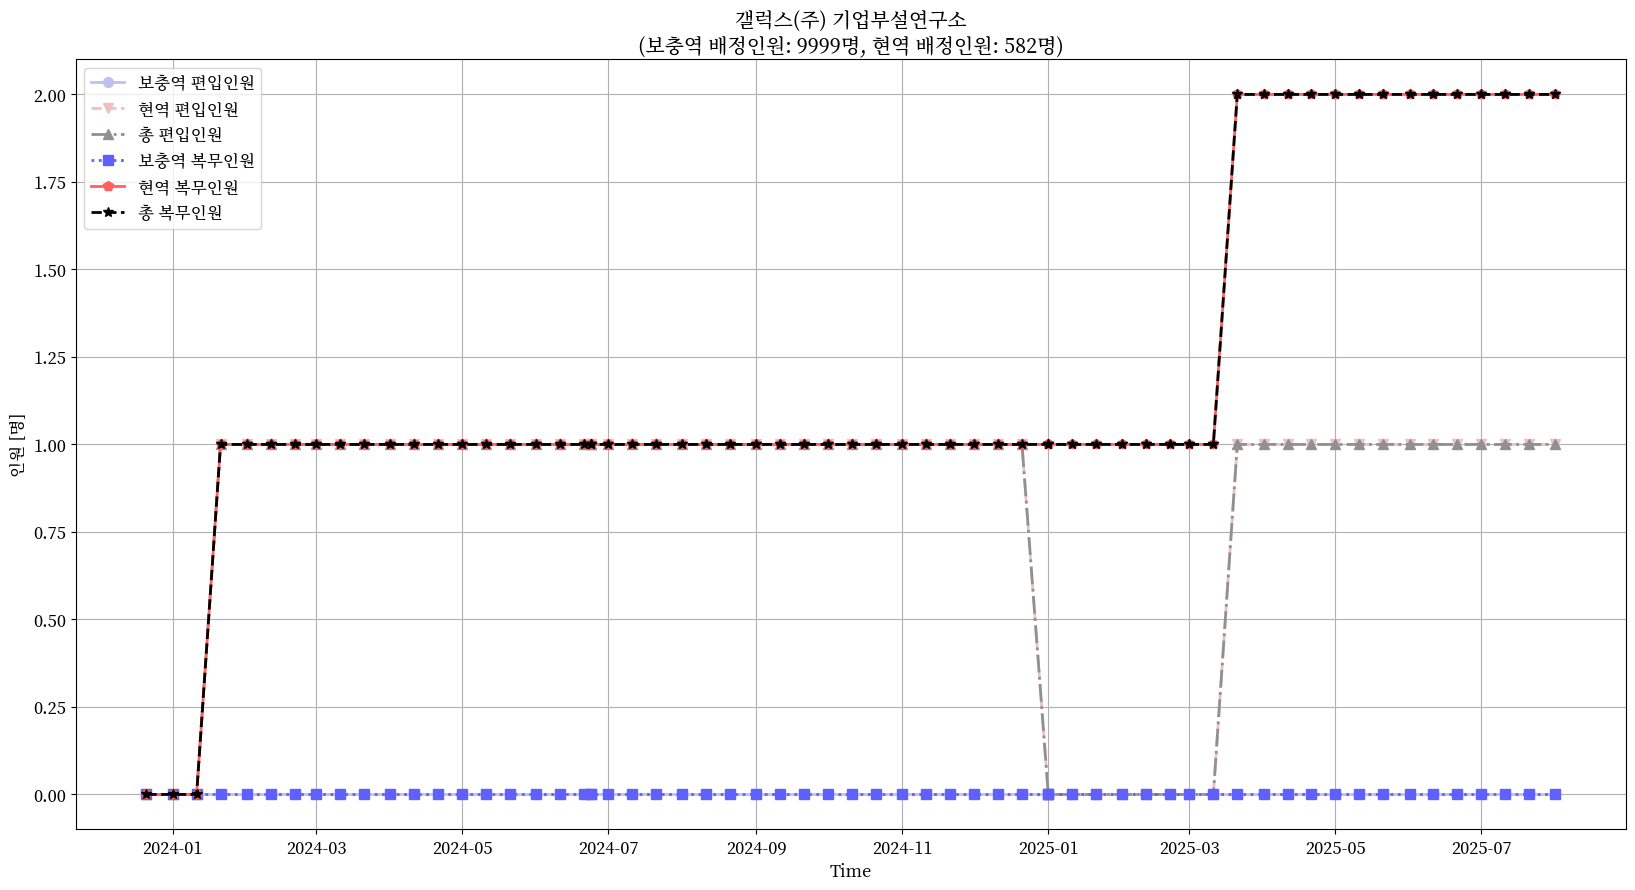 갤럭스(주) 기업부설연구소
(보충역 배정인원: 9999명, 현역 배정인원: 582명)
보충역 편입인원
현역 편입인원
총 편입인원
보충역 복무인원
현역 복무인원
총 복무인원
2.00
1.75
1.50
1.25
1.00
0.75
0.50
0.25
0.00
인원 [명]
2024-01 2024-03 2024-05 2024-07 2024-09 2024-11 2025-01 2025-03 2025-05 2025-07
Time